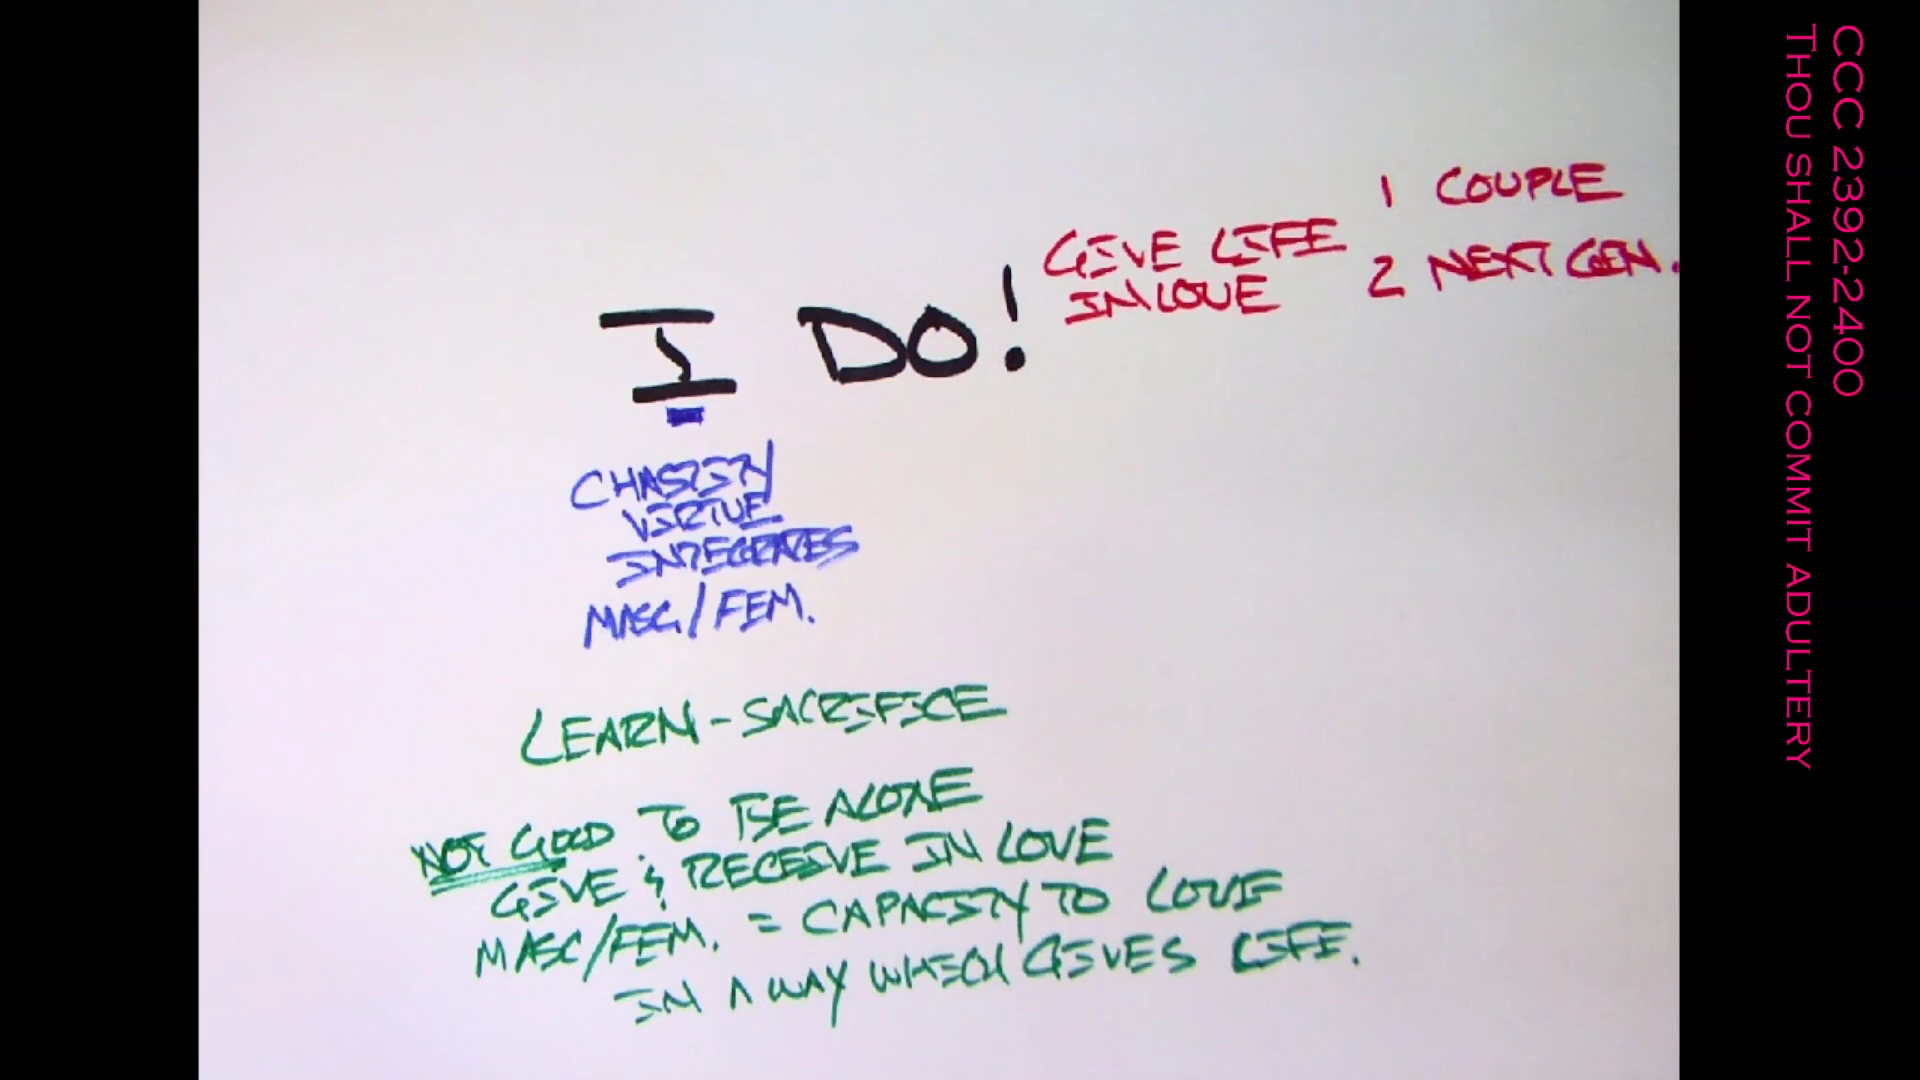 I DO!
GIVE LIFE
IN LOVE
1 COUPLE
2 NEXT GEN.
CHASTITY
VIRTUE
INTEGRATES
MASC/FEM.
LEARN - SACRIFICE
NOT GOOD TO BE ALONE
GIVE & RECEIVE IN LOVE
MASC/FEM. = CAPACITY TO LOVE
IN A WAY WHICH GIVES LIFE.
CCC 2392-2400
THOU SHALL NOT COMMIT ADULTERY